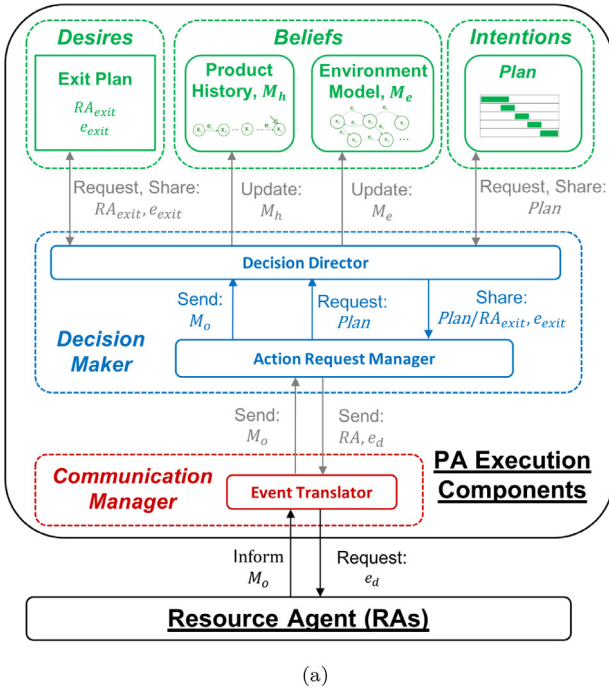 Desires
Beliefs
Intentions
Exit Plan
RA_exit
e_exit
Product
History, M_h
Environment
Model, M_e
Plan
Request, Share:
RA_exit, e_exit
Update:
M_h
Update:
M_e
Request, Share:
Plan
Decision Director
Send:
M_o
Request:
Plan
Share:
Plan/RA_exit, e_exit
Decision
Maker
Action Request Manager
Send:
M_o
Send:
RA, e_d
PA Execution
Components
Communication
Manager
Event Translator
Inform
M_o
Request:
e_d
Resource Agent (RAs)
(a)